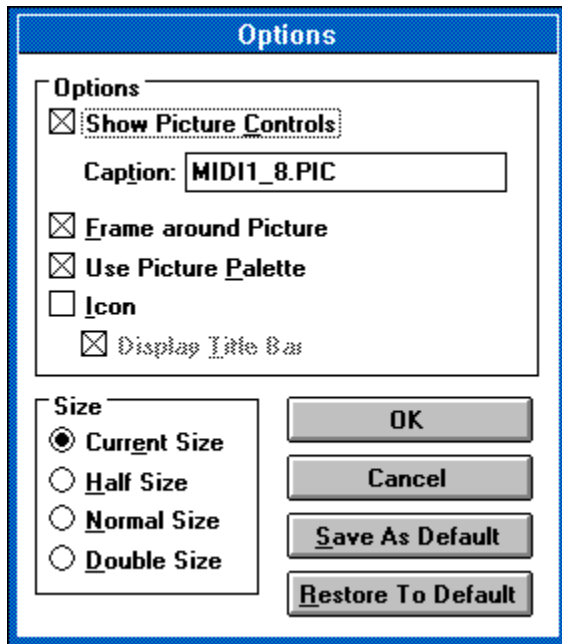 Options
Options
Show Picture Controls
Caption: MIDI1_8.PIC
Frame around Picture
Use Picture Palette
Icon
Display Title Bar
Size
Current Size
Half Size
Normal Size
Double Size
OK
Cancel
Save As Default
Restore To Default